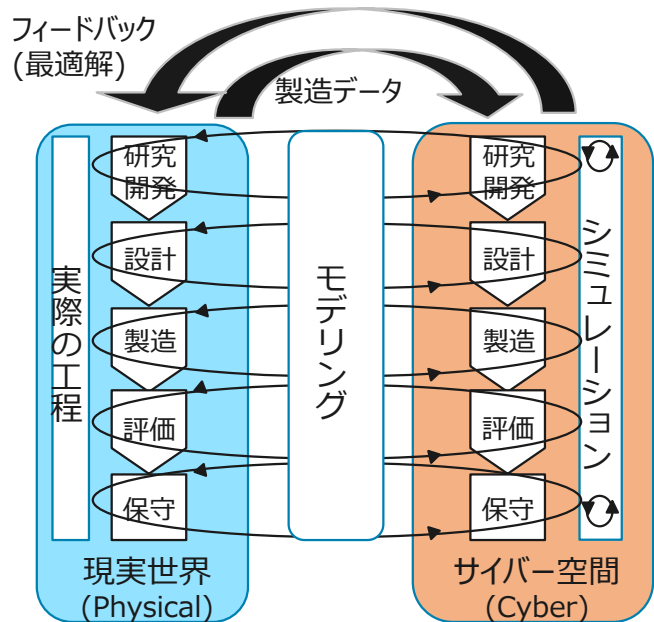 フィードバック
(最適解)
製造データ
実際の工程
研究
開発
設計
製造
評価
保守
現実世界
(Physical)
モデリング
研究
開発
設計
製造
評価
保守
シミュレーション
サイバー空間
(Cyber)